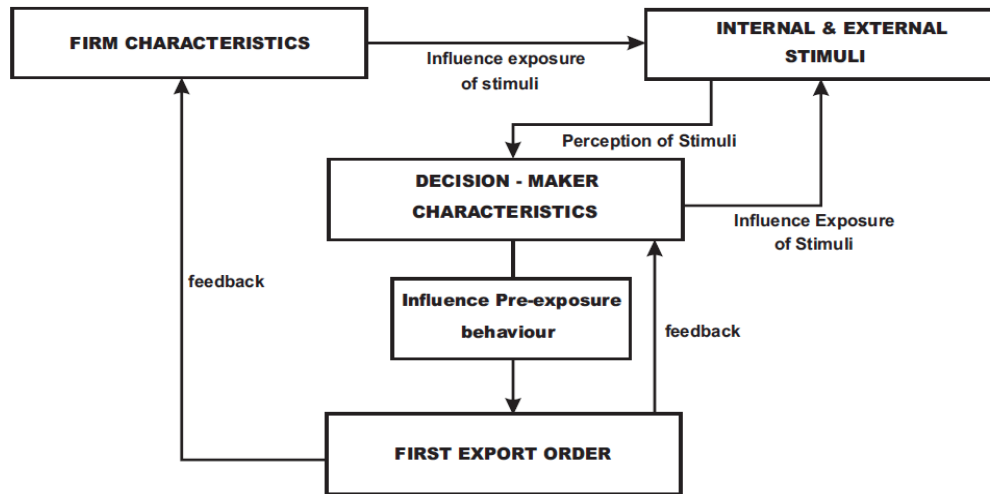 FIRM CHARACTERISTICS
Influence exposure
of stimuli
INTERNAL & EXTERNAL
STIMULI
Perception of Stimuli
DECISION - MAKER
CHARACTERISTICS
Influence Exposure
of Stimuli
feedback
Influence Pre-exposure
behaviour
feedback
FIRST EXPORT ORDER